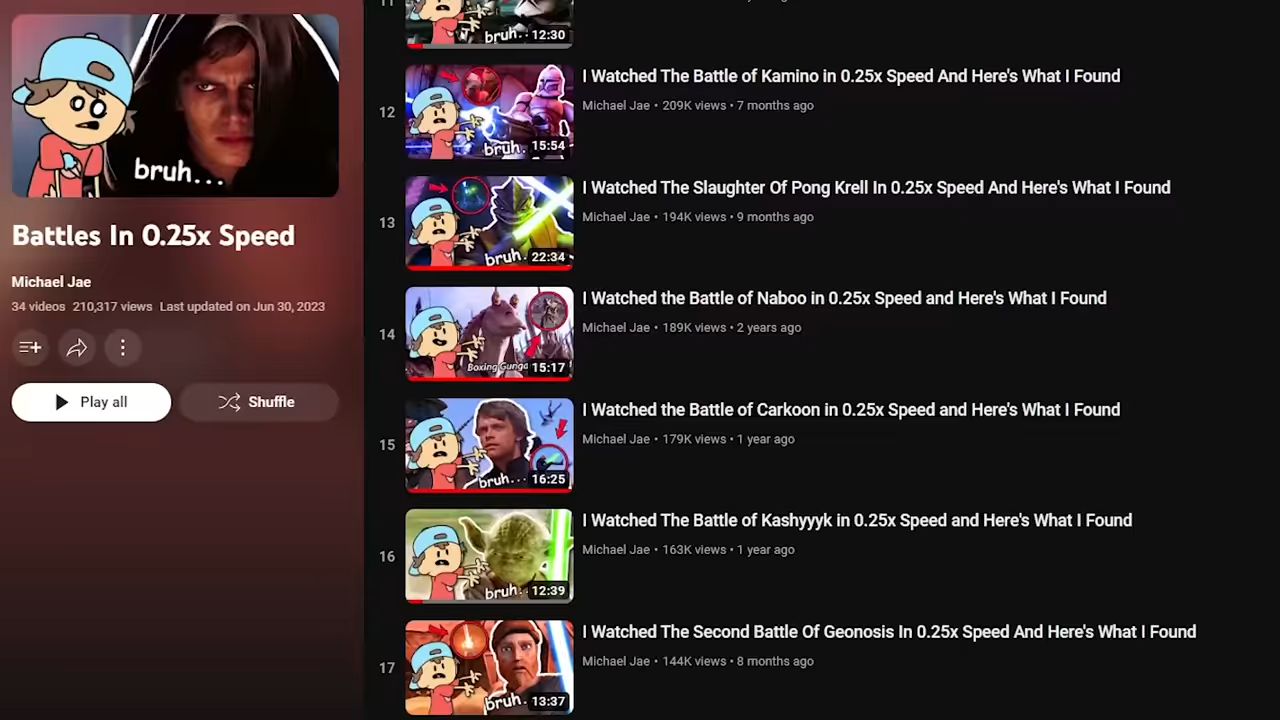 bruh...
Battles In 0.25x Speed
Michael Jae
34 videos 210,317 views Last updated on Jun 30, 2023
Play all
Shuffle
11
bruh.
12:30
12
bruh.
15:54
I Watched The Battle of Kamino in 0.25x Speed And Here's What I Found
Michael Jae • 209K views • 7 months ago
13
bruh.
22:34
I Watched The Slaughter Of Pong Krell In 0.25x Speed And Here's What I Found
Michael Jae • 194K views • 9 months ago
14
Boxing Gunga
15:17
I Watched the Battle of Naboo in 0.25x Speed and Here's What I Found
Michael Jae • 189K views • 2 years ago
15
bruh...
16:25
I Watched the Battle of Carkoon in 0.25x Speed and Here's What I Found
Michael Jae • 179K views • 1 year ago
16
bruh.
12:39
I Watched The Battle of Kashyyyk in 0.25x Speed and Here's What I Found
Michael Jae • 163K views • 1 year ago
17
bruh.
13:37
I Watched The Second Battle Of Geonosis In 0.25x Speed And Here's What I Found
Michael Jae • 144K views • 8 months ago